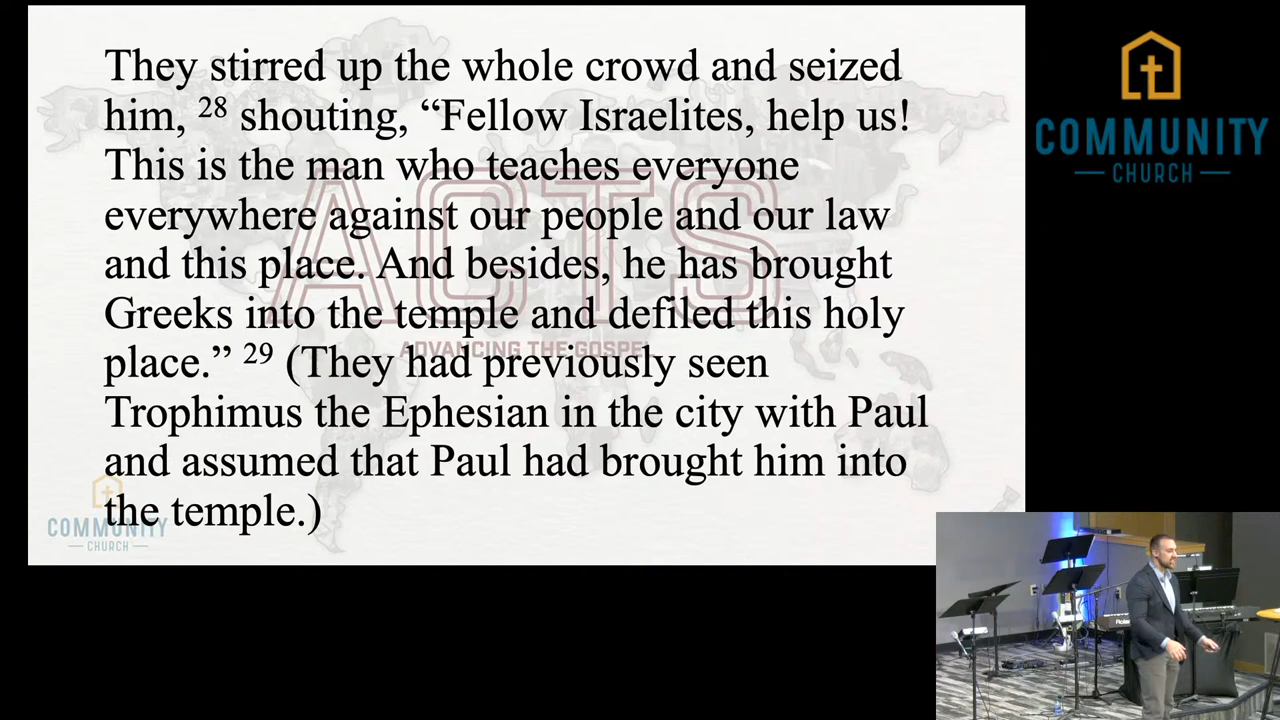 They stirred up the whole crowd and seized
him, 28 shouting, “Fellow Israelites, help us!
This is the man who teaches everyone
everywhere against our people and our law
and this place. And besides, he has brought
Greeks into the temple and defiled this holy
place.” 29 (They had previously seen
Trophimus the Ephesian in the city with Paul
and assumed that Paul had brought him into
the temple.)
ACTS
ADVANCING THE GOSPEL
COMMUNITY
CHURCH
COMMUNITY
CHURCH
Roland